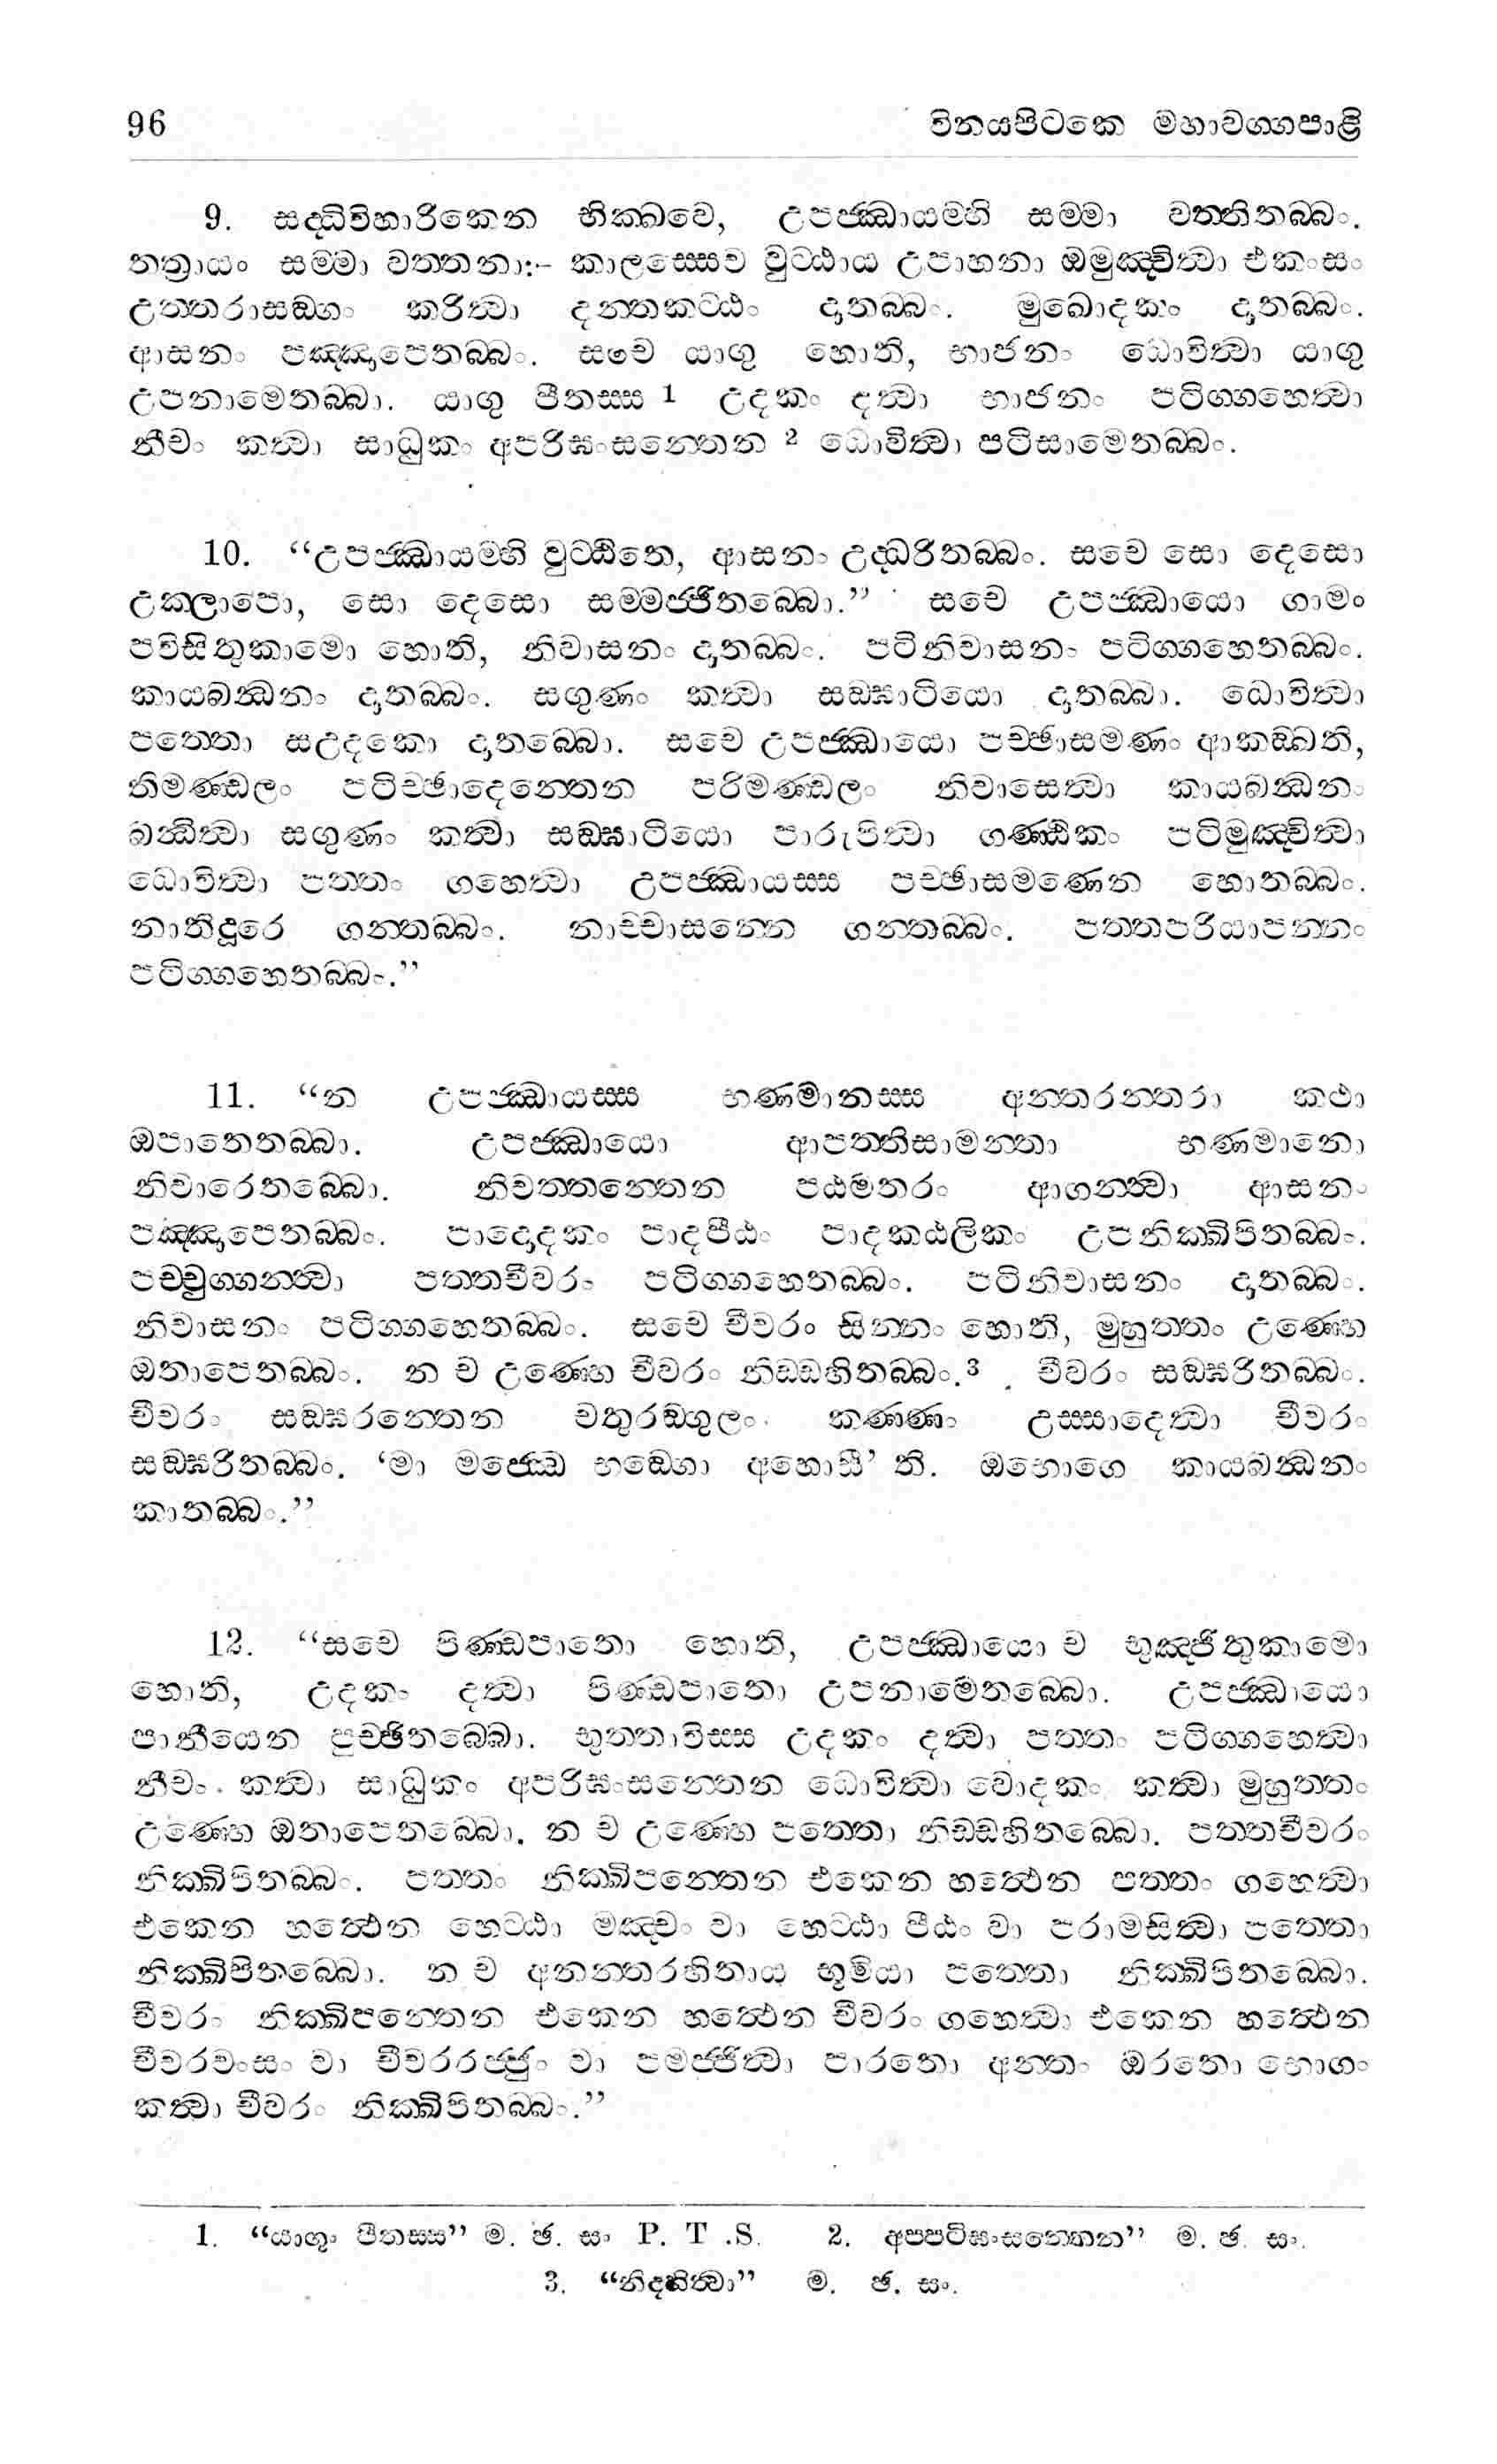 96 විනයපිටකෙ මහාවග්ගපාළි
9. සද්ධිවිහාරිකෙන භික්ඛවෙ, උපජ්ඣායම්හි සම්මා වත්තිතබ්බං.
තත්‍රායං සම්මා වත්තනා:- කාලස්සෙව වුට්ඨාය උපාහනා ඔමුඤ්චිත්වා එකංසං
උත්තරාසඞ්ගං කරිත්වා දන්තකට්ඨං දාතබ්බං. මුඛොදකං දාතබ්බං.
ආසනං පඤ්ඤාපෙතබ්බං. සචෙ යාගු හොති, භාජනං ධොවිත්වා යාගු
උපනාමෙතබ්බා. යාගු පීතස්ස 1 උදකං දත්වා භාජනං පටිග්ගහෙත්වා
නීචං කත්වා සාධුකං අපරිඝංසන්තෙන 2 ධොවිත්වා පටිසාමෙතබ්බං.
10. “උපජ්ඣායම්හි වුට්ඨිතෙ, ආසනං උද්ධරිතබ්බං. සචෙ සො දෙසො
උක්ලාපො, සො දෙසො සම්මජ්ජිතබ්බො.” සචෙ උපජ්ඣායො ගාමං
පවිසිතුකාමො හොති, නිවාසනං දාතබ්බං. පටිනිවාසනං පටිග්ගහෙතබ්බං.
කායබන්ධනං දාතබ්බං. සගුණං කත්වා සඞ්ඝාටියො දාතබ්බා. ධොවිත්වා
පත්තො සඋදකො දාතබ්බො. සචෙ උපජ්ඣායො පච්ඡාසමණං ආකඞ්ඛති,
තිමණ්ඩලං පටිච්ඡාදෙන්තෙන පරිමණ්ඩලං නිවාසෙත්වා කායබන්ධනං
බන්ධිත්වා සගුණං කත්වා සඞ්ඝාටියො පාරුපිත්වා ගණ්ඨිකං පටිමුඤ්චිත්වා
ධොවිත්වා පත්තං ගහෙත්වා උපජ්ඣායස්ස පච්ඡාසමණෙන හොතබ්බං.
නාතිදූරෙ ගන්තබ්බං. නාච්චාසන්නෙ ගන්තබ්බං. පත්තපරියාපන්නං
පටිග්ගහෙතබ්බං.”
11. “න උපජ්ඣායස්ස භණමානස්ස අන්තරන්තරා කථා
ඔපාතෙතබ්බා. උපජ්ඣායො ආපත්තිසාමන්තා භණමානො
නිවාරෙතබ්බො. නිවත්තන්තෙන පඨමතරං ආගන්ත්වා ආසනං
පඤ්ඤාපෙතබ්බං. පාදොදකං පාදපීඨං පාදකඨලිකං උපනික්ඛිපිතබ්බං.
පච්චුග්ගන්ත්වා පත්තචීවරං පටිග්ගහෙතබ්බං. පටිනිවාසනං දාතබ්බං.
නිවාසනං පටිග්ගහෙතබ්බං. සචෙ චීවරං සින්නං හොති, මුහුත්තං උණ්හෙ
ඔතාපෙතබ්බං. න ච උණ්හෙ චීවරං නිඩ්ඩහිතබ්බං.3 චීවරං සඞ්ඝරිතබ්බං.
චීවරං සඞ්ඝරන්තෙන චතුරඞ්ගුලං කණ්ණං උස්සාදෙත්වා චීවරං
සඞ්ඝරිතබ්බං. ‘මා මජ්ඣෙ භඞ්ගො අහොසී’ ති. ඔභොගෙ කායබන්ධනං
කාතබ්බං.”
12. “සචෙ පිණ්ඩපාතො හොති, උපජ්ඣායො ච භුඤ්ජිතුකාමො
හොති, උදකං දත්වා පිණ්ඩපාතො උපනාමෙතබ්බො. උපජ්ඣායො
පානීයෙන පුච්ඡිතබ්බො. භුත්තාවිස්ස උදකං දත්වා පත්තං පටිග්ගහෙත්වා
නීචං කත්වා සාධුකං අපරිඝංසන්තෙන ධොවිත්වා වොදකං කත්වා මුහුත්තං
උණ්හෙ ඔතාපෙතබ්බො. න ච උණ්හෙ පත්තො නිඩ්ඩහිතබ්බො. පත්තචීවරං
නික්ඛිපිතබ්බං. පත්තං නික්ඛිපන්තෙන එකෙන හත්ථෙන පත්තං ගහෙත්වා
එකෙන හත්ථෙන හෙට්ඨා මඤ්චං වා හෙට්ඨා පීඨං වා පරාමසිත්වා පත්තො
නික්ඛිපිතබ්බො. න ච අනන්තරහිතාය භූමියා පත්තො නික්ඛිපිතබ්බො.
චීවරං නික්ඛිපන්තෙන එකෙන හත්ථෙන චීවරං ගහෙත්වා එකෙන හත්ථෙන
චීවරවංසං වා චීවරරජ්ජුං වා පමජ්ජිත්වා පාරතො අන්තං ඔරතො භොගං
කත්වා චීවරං නික්ඛිපිතබ්බං.”
1. “යාගුං පීතස්ස” ම. ඡ. සං P. T .S. 2. අප්පටිඝංසන්තෙන” ම. ඡ. සං.
3. “නිදහිත්වා” ම. ඡ. සං.